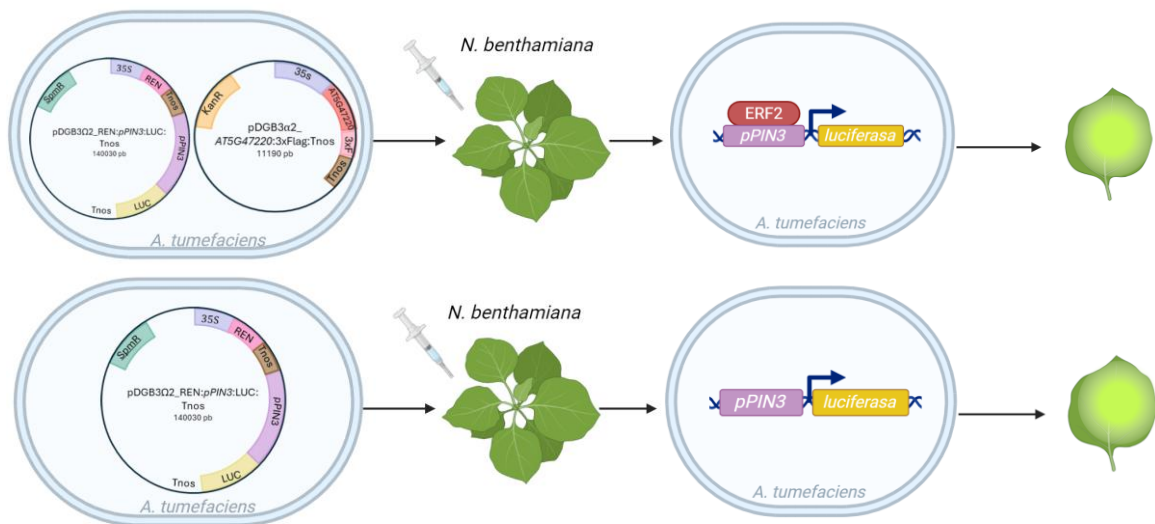 SpmR
35S
REN
Tnos
pPIN3
LUC
Tnos
pDGB3Ω2_REN:pPIN3:LUC:
Tnos
140030 pb
KanR
35s
AT5G47220
3xF
Tnos
pDGB3α2_
AT5G47220:3xFlag:Tnos
11190 pb
A. tumefaciens
N. benthamiana
ERF2
pPIN3
luciferasa
A. tumefaciens
SpmR
35S
REN
Tnos
pPIN3
LUC
Tnos
pDGB3Ω2_REN:pPIN3:LUC:
Tnos
140030 pb
A. tumefaciens
N. benthamiana
pPIN3
luciferasa
A. tumefaciens